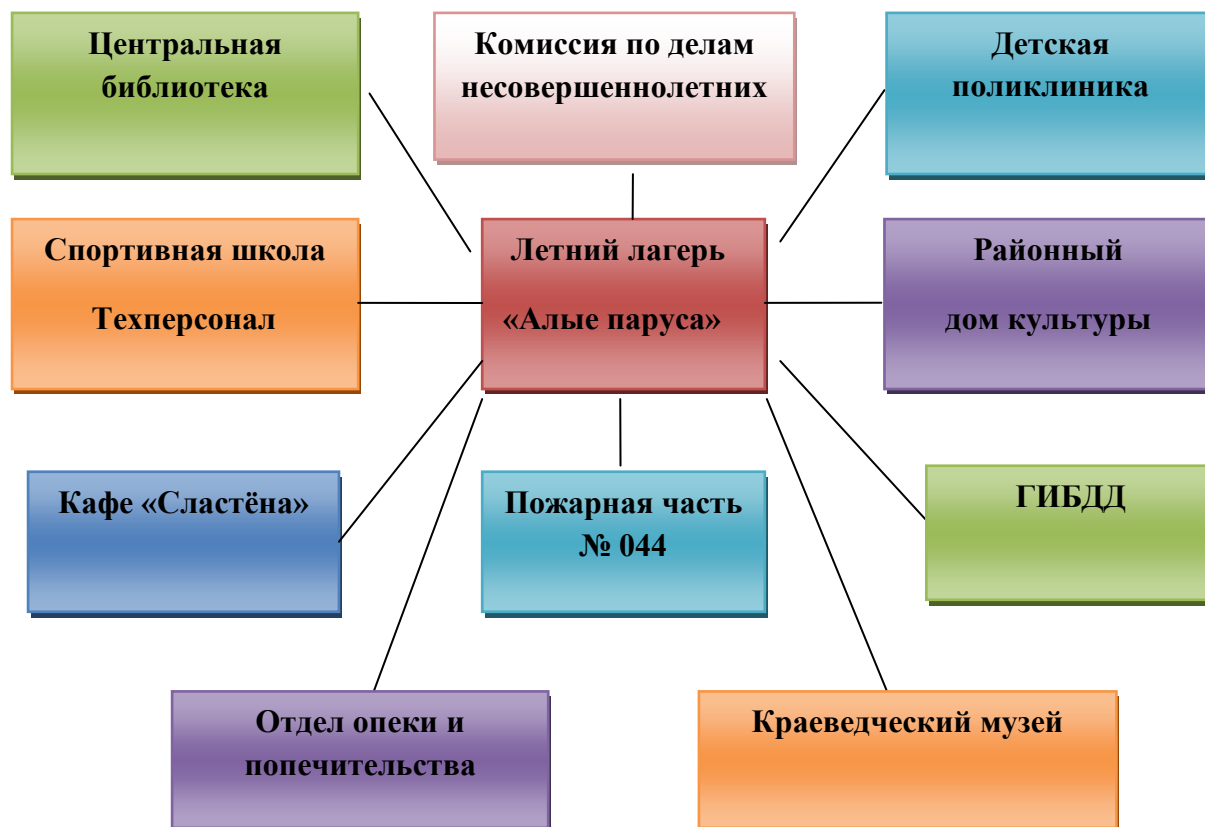 Центральная
библиотека
Комиссия по делам
несовершеннолетних
Детская
поликлиника
Спортивная школа
Техперсонал
Летний лагерь
«Алые паруса»
Районный
дом культуры
Кафе «Сластёна»
Пожарная часть
№ 044
ГИБДД
Отдел опеки и
попечительства
Краеведческий музей